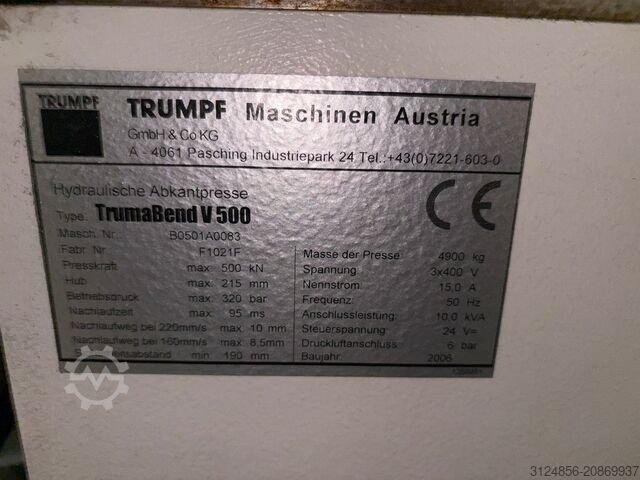 TRUMPF
TRUMPF Maschinen Austria
GmbH & Co KG
A - 4061 Pasching Industriepark 24 Tel.:+43(0)7221-603-0
Hydraulische Abkantpresse
Type: TrumaBend V 500
Masch. Nr.: B0501A0083
Fabr. Nr F1021F
Presskraft max. 500 kN
Hub max. 215 mm
Betriebsdruck max. 320 bar
Nachlaufzeit max. 95 ms
Nachlaufweg bei 220mm/s max. 10 mm
Nachlaufweg bei 160mm/s max. 8,5mm
min. 190 mm
CE
Masse der Presse: 4900 kg
Spannung: 3x400 V
Nennstrom: 15,0 A
Frequenz: 50 Hz
Anschlussleistung: 10,0 kVA
Steuerspannung: 24 V=
Druckluftanschluss: 6 bar
Baujahr: 2006
3124856-20869937